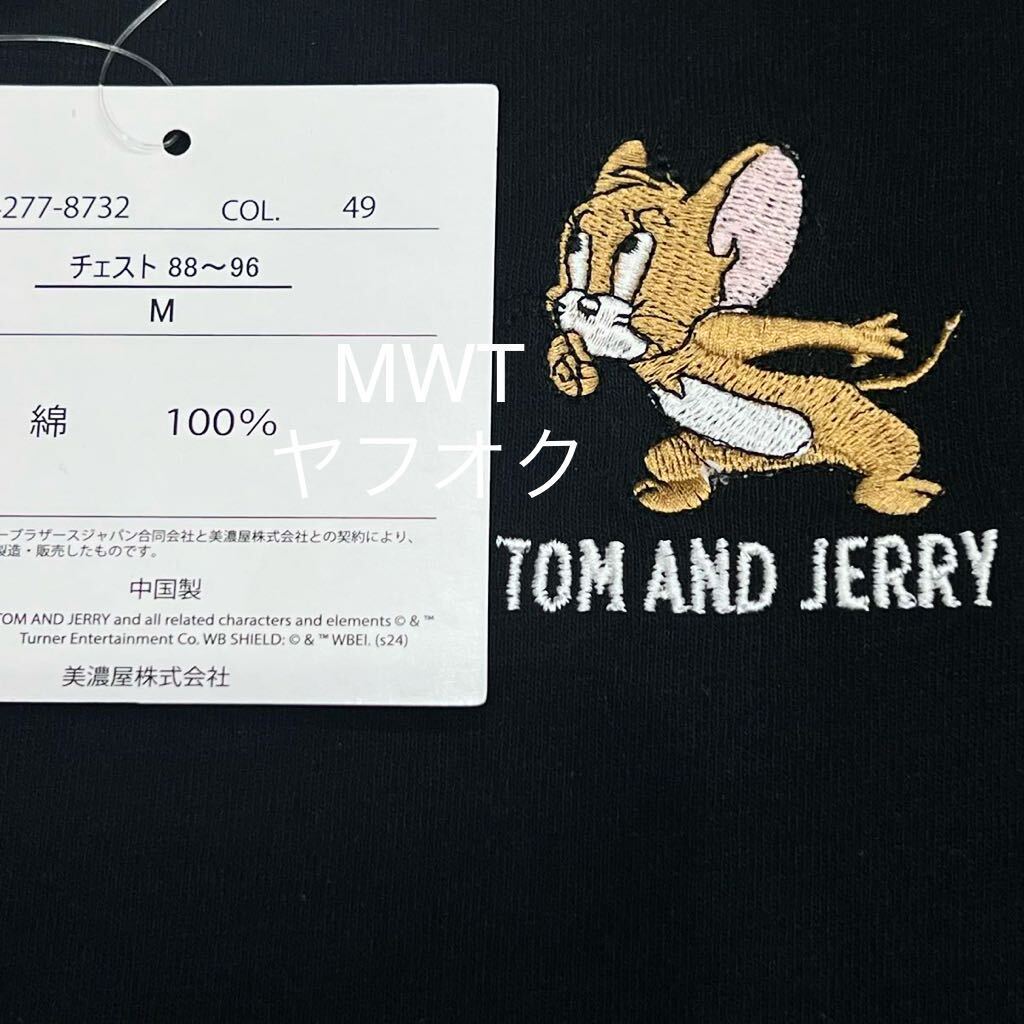 -277-8732 COL. 49
チェスト 88～96
M
綿 100%
MWT
ヤフオク
ーブラザースジャパン合同会社と美濃屋株式会社との契約により、
製造・販売したものです。
中国製
TOM AND JERRY and all related characters and elements © & ™
Turner Entertainment Co. WB SHIELD: © & ™ WBEI. (s24)
美濃屋株式会社
TOM AND JERRY